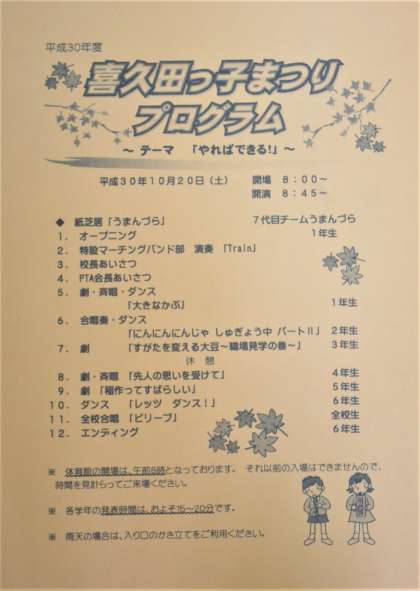 平成30年度
喜久田っ子まつり
プログラム
～ テーマ 「やればできる！」 ～
平成30年10月20日（土） 開場 8：00～
開演 8：45～
◆ 紙芝居「うまんづら」 7代目チームうまんづら
1. オープニング 1年生
2. 特設マーチングバンド部 演奏 「Train」
3. 校長あいさつ
4. PTA会長あいさつ
5. 劇・斉唱・ダンス
「大きなかぶ」 1年生
6. 合唱奏・ダンス
「にんにんにんじゃ しゅぎょう中 パートⅡ」 2年生
7. 劇 「すがたを変える大豆～職場見学の巻～」 3年生
休 憩
8. 劇・斉唱 「先人の思いを受けて」 4年生
9. 劇 「稲作ってすばらしい」 5年生
10. ダンス 「レッツ ダンス！」 6年生
11. 全校合唱 「ビリーブ」 全校生
12. エンディング 6年生
※ 体育館の開場は、午前8時となっております。 それ以前の入場はできませんので、
時間を見計らってご来場ください。
※ 各学年の発表時間は、およそ15～20分です。
※ 雨天の場合は、入り口のかさ立てをご利用ください。